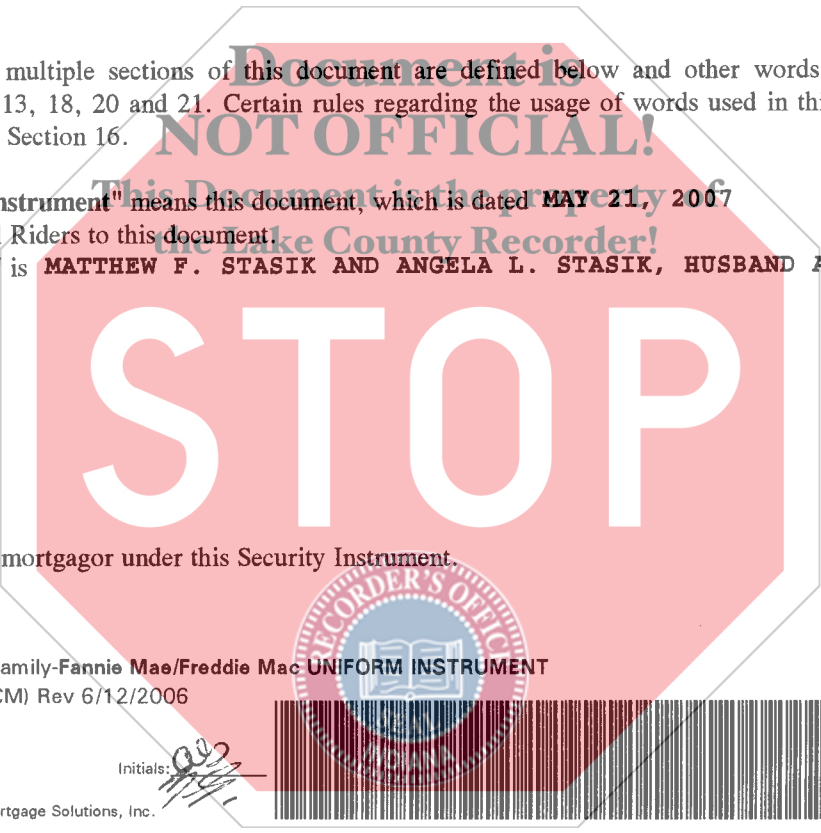 Document is
multiple sections of this document are defined below and other words
13, 18, 20 and 21. Certain rules regarding the usage of words used in thi
NOT OFFICIAL!
Section 16.
This Document is the property of
nstrument" means this document, which is dated MAY 21, 2007
Riders to this document.
the Lake County Recorder!
is MATTHEW F. STASIK AND ANGELA L. STASIK, HUSBAND A
STOP
mortgagor under this Security Instrument.
RECORDER'S OFFICE
amily-Fannie Mae/Freddie Mac UNIFORM INSTRUMENT
CM) Rev 6/12/2006
SEAL
INDIANA
Initials:
rtgage Solutions, Inc.